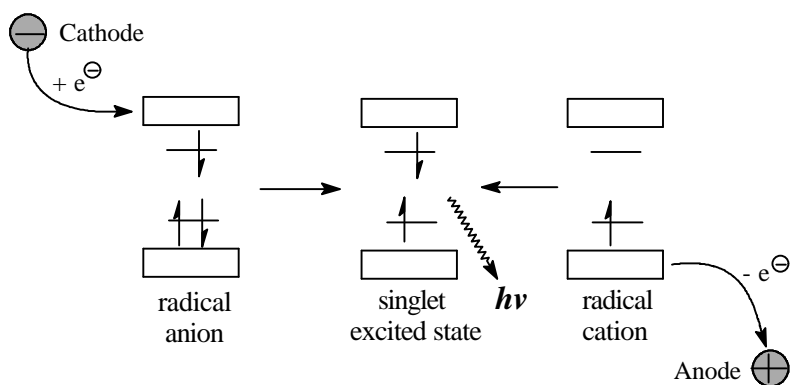 Cathode
+ e⊖
radical
anion
singlet
excited state
hν
radical
cation
- e⊖
Anode